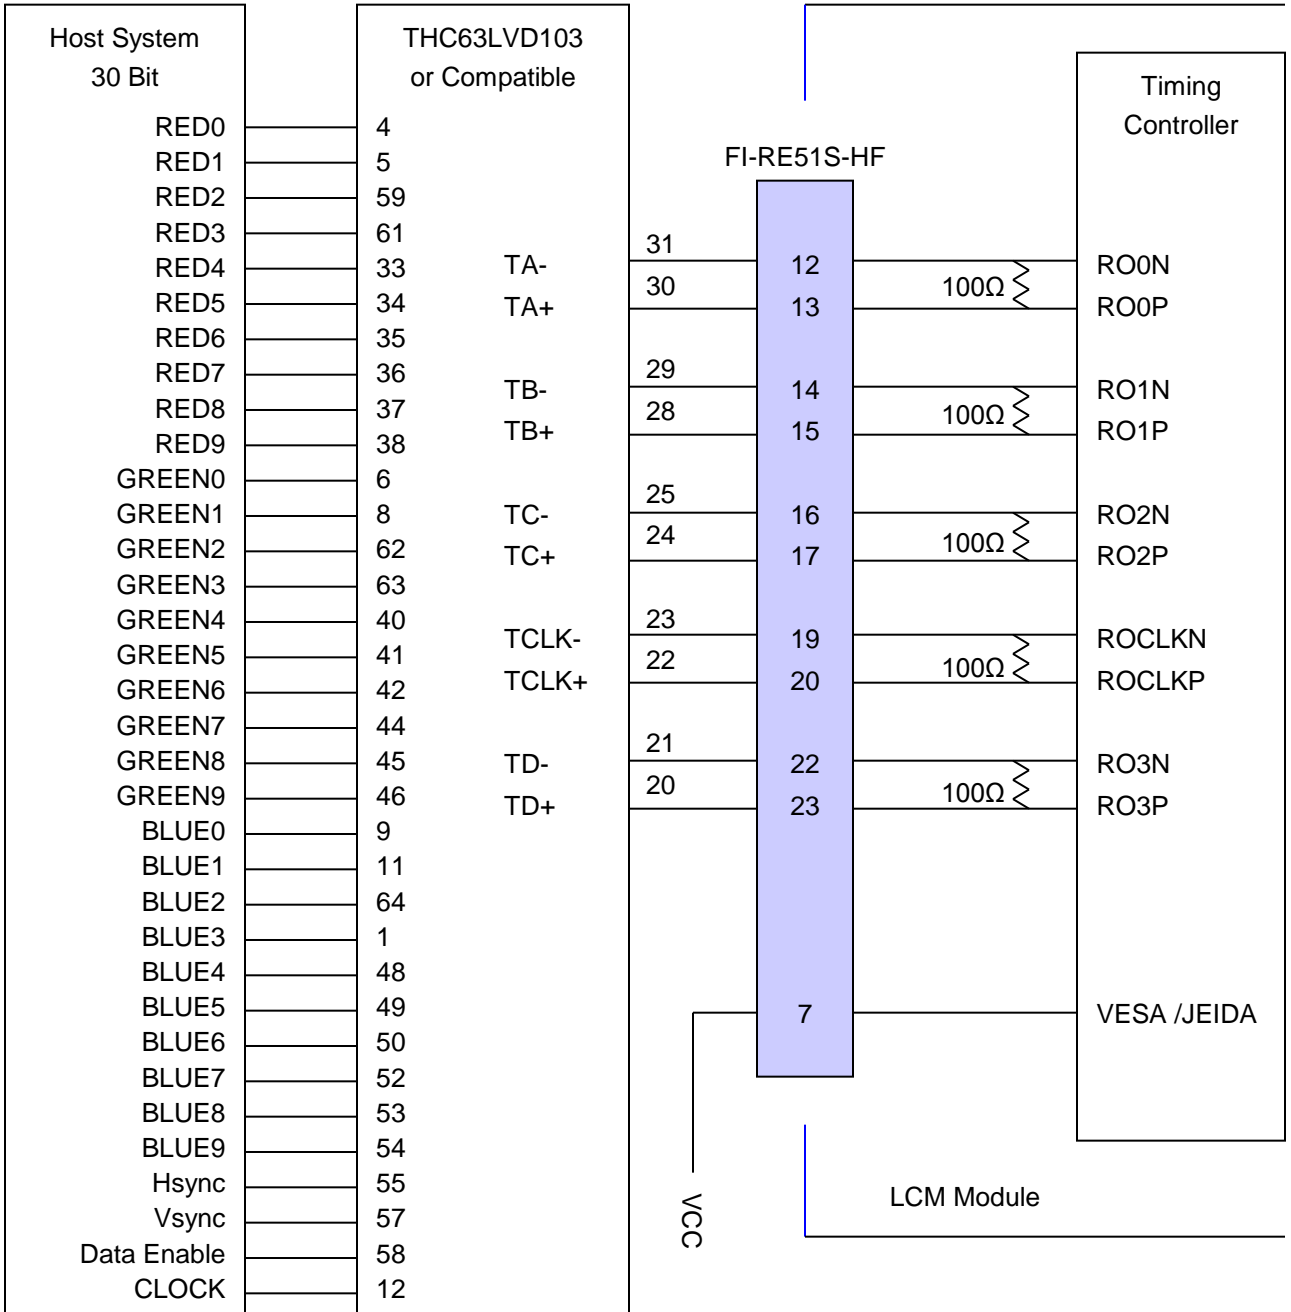 Host System
30 Bit
RED0
RED1
RED2
RED3
RED4
RED5
RED6
RED7
RED8
RED9
GREEN0
GREEN1
GREEN2
GREEN3
GREEN4
GREEN5
GREEN6
GREEN7
GREEN8
GREEN9
BLUE0
BLUE1
BLUE2
BLUE3
BLUE4
BLUE5
BLUE6
BLUE7
BLUE8
BLUE9
Hsync
Vsync
Data Enable
CLOCK
THC63LVD103
or Compatible
4
5
59
61
33
34
35
36
37
38
6
8
62
63
40
41
42
44
45
46
9
11
64
1
48
49
50
52
53
54
55
57
58
12
TA-
TA+
TB-
TB+
TC-
TC+
TCLK-
TCLK+
TD-
TD+
31
30
29
28
25
24
23
22
21
20
VCC
FI-RE51S-HF
12
13
14
15
16
17
19
20
22
23
7
100Ω
100Ω
100Ω
100Ω
100Ω
Timing
Controller
RO0N
RO0P
RO1N
RO1P
RO2N
RO2P
ROCLKN
ROCLKP
RO3N
RO3P
VESA /JEIDA
LCM Module